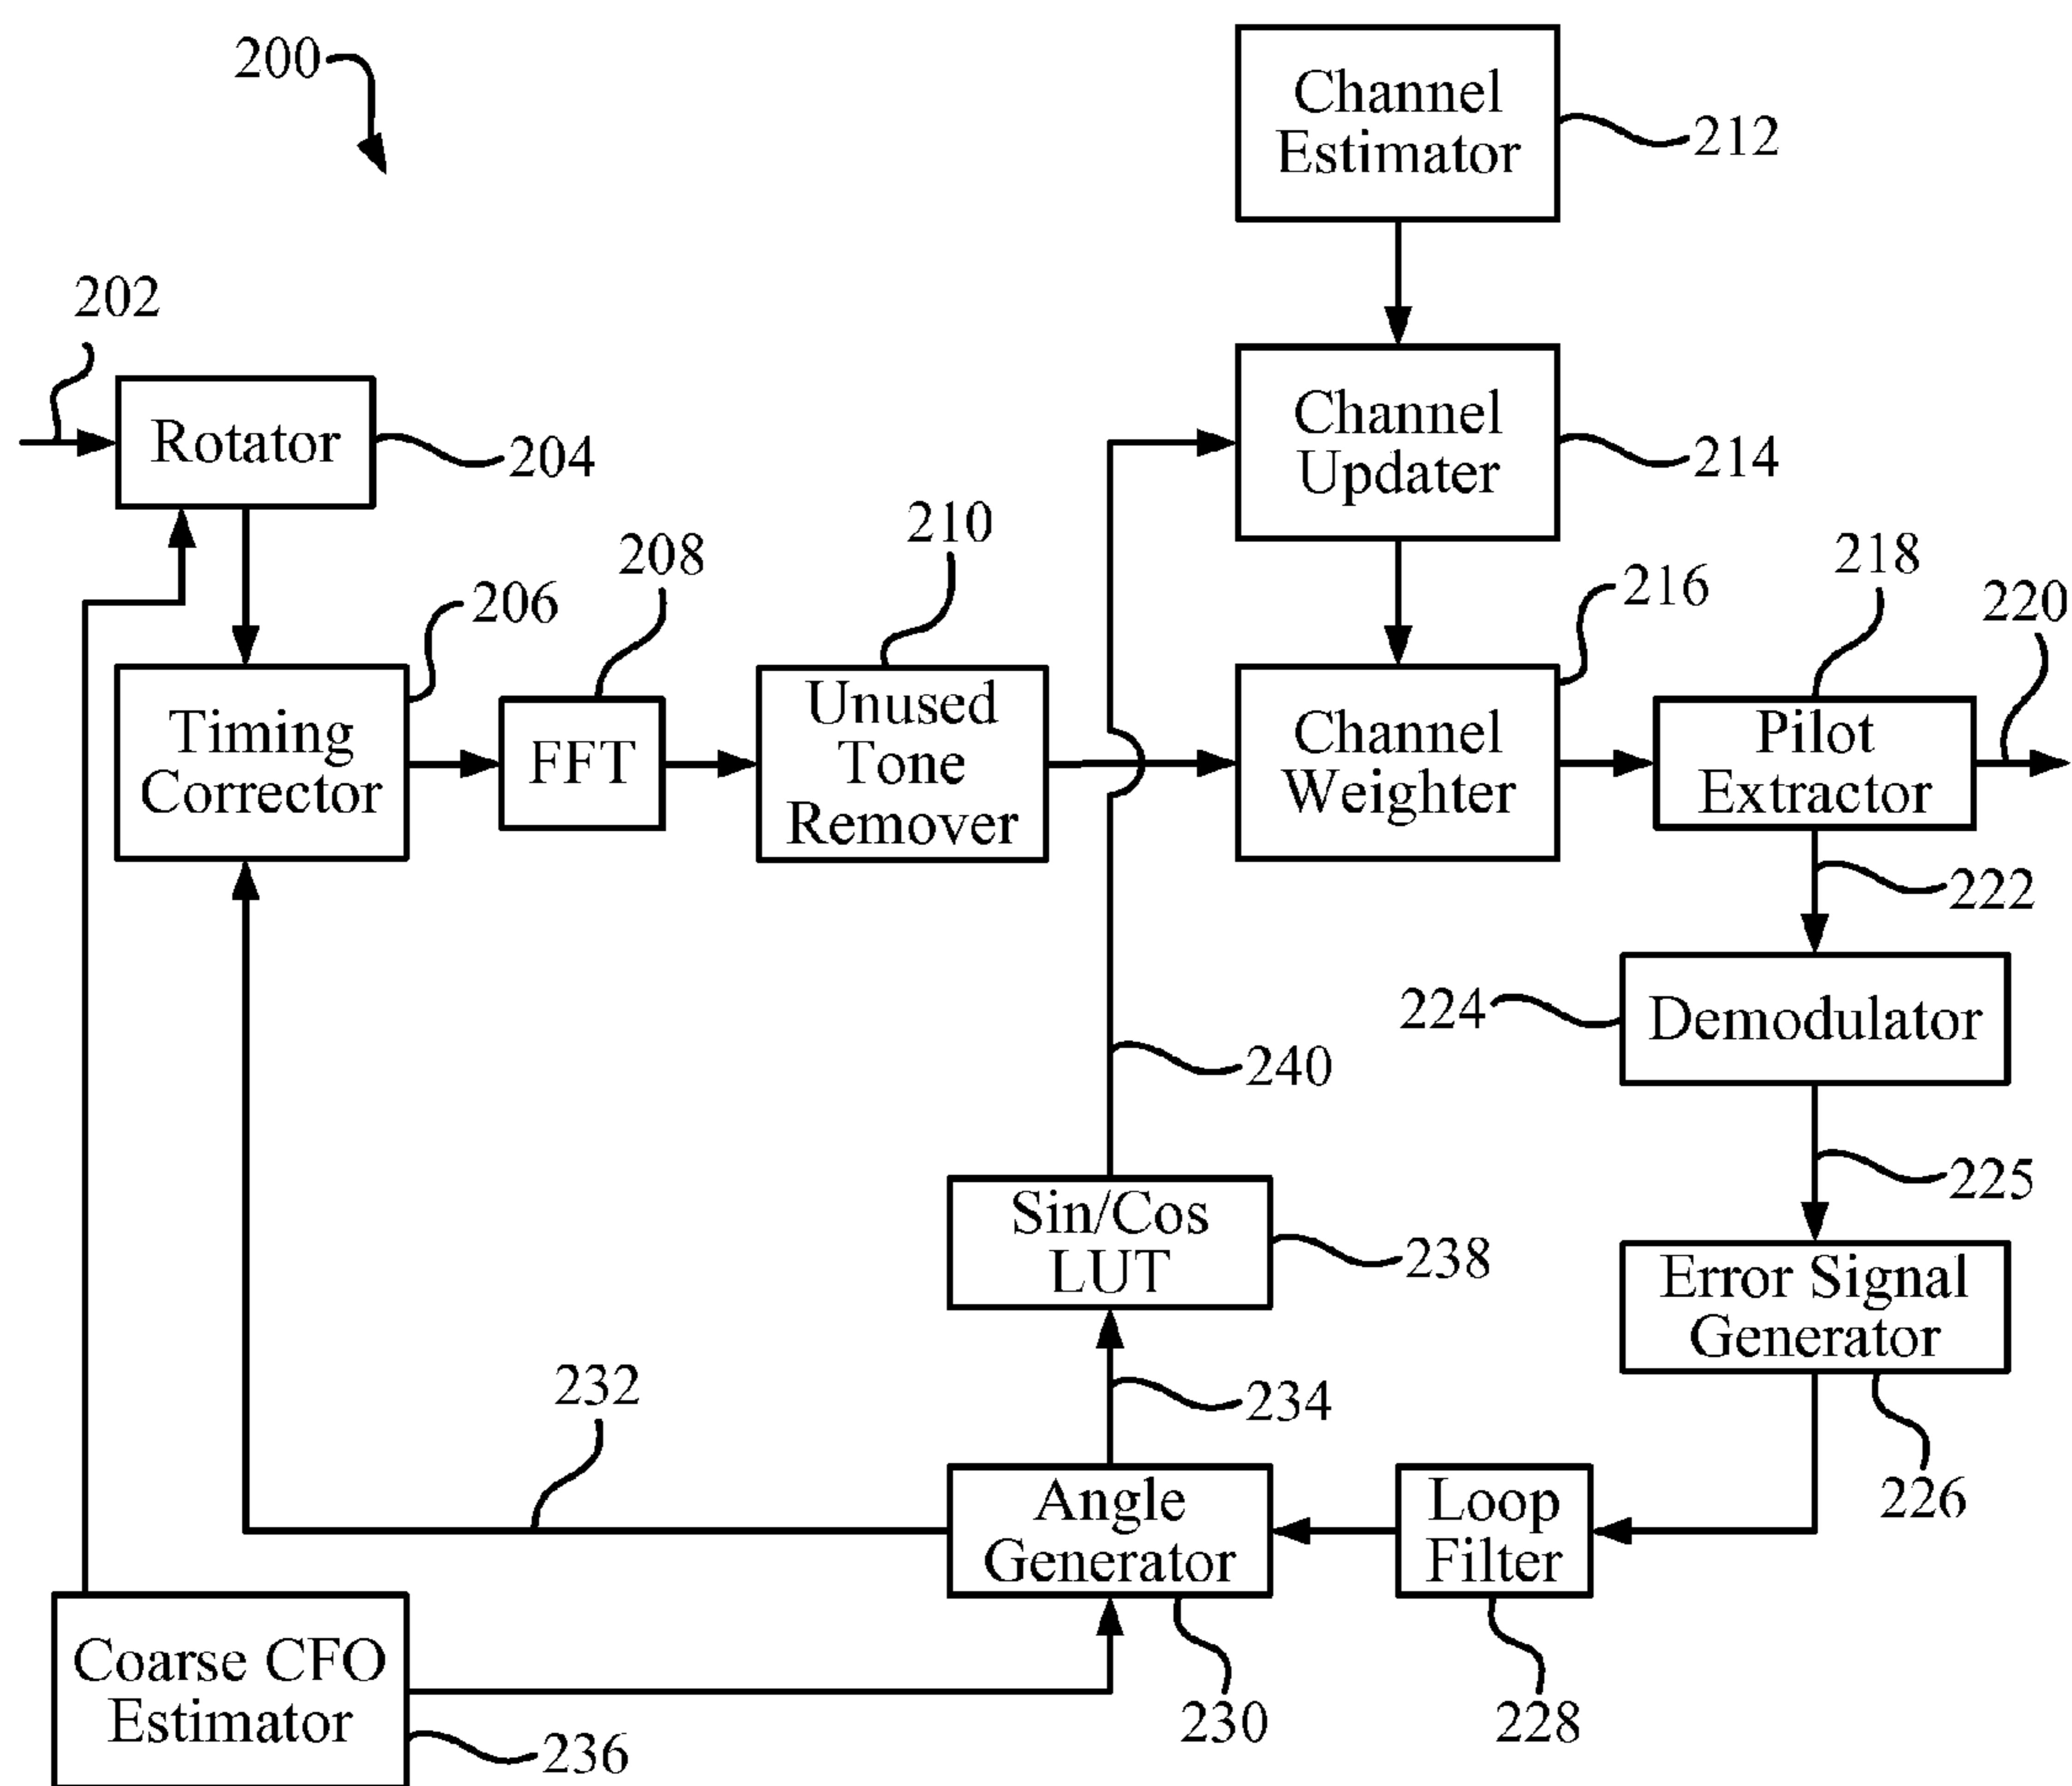 200
Channel
Estimator
212
202
Rotator
204
Channel
Updater
214
210
208
206
218
216
220
Timing
Corrector
FFT
Unused
Tone
Remover
Channel
Weighter
Pilot
Extractor
222
224
Demodulator
240
225
Sin/Cos
LUT
238
Error Signal
Generator
232
234
226
Angle
Generator
Loop
Filter
Coarse CFO
Estimator
230
228
236